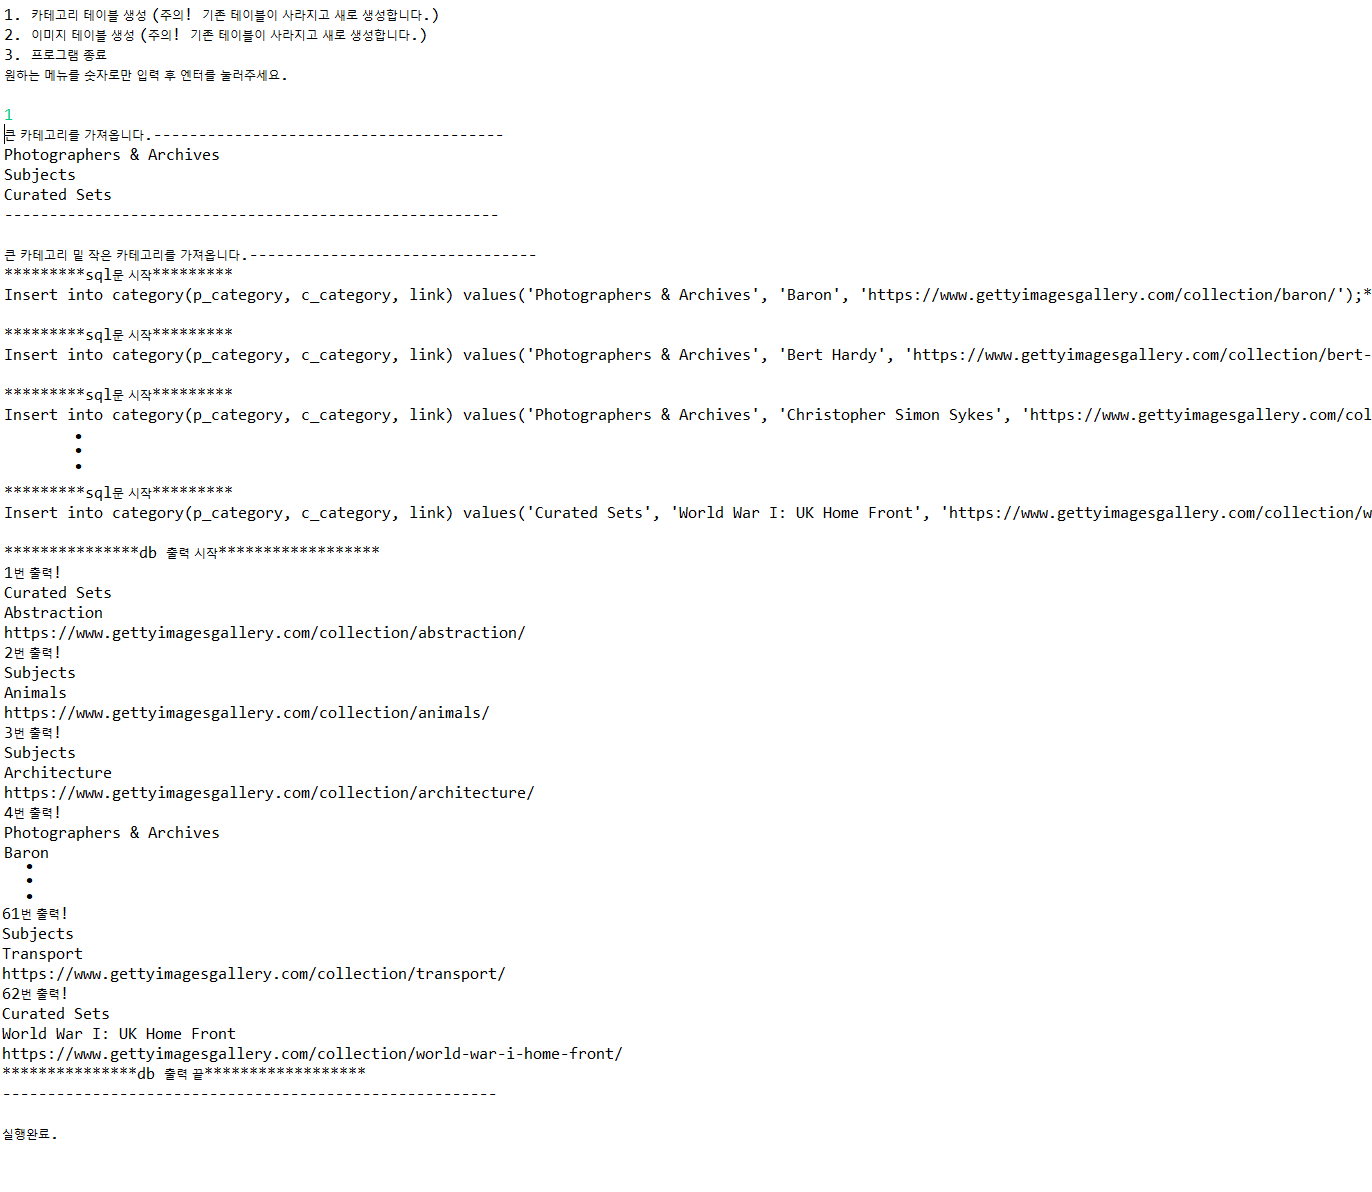 1. 카테고리 테이블 생성 (주의! 기존 테이블이 사라지고 새로 생성합니다.)
2. 이미지 테이블 생성 (주의! 기존 테이블이 사라지고 새로 생성합니다.)
3. 프로그램 종료
원하는 메뉴를 숫자로만 입력 후 엔터를 눌러주세요.
1
큰 카테고리를 가져옵니다.---------------------------------------
Photographers & Archives
Subjects
Curated Sets
-------------------------------------------------------
큰 카테고리 밑 작은 카테고리를 가져옵니다.--------------------------------
*********sql문 시작*********
Insert into category(p_category, c_category, link) values('Photographers & Archives', 'Baron', 'https://www.gettyimagesgallery.com/collection/baron/');*
*********sql문 시작*********
Insert into category(p_category, c_category, link) values('Photographers & Archives', 'Bert Hardy', 'https://www.gettyimagesgallery.com/collection/bert-
*********sql문 시작*********
Insert into category(p_category, c_category, link) values('Photographers & Archives', 'Christopher Simon Sykes', 'https://www.gettyimagesgallery.com/col
•
•
•
*********sql문 시작*********
Insert into category(p_category, c_category, link) values('Curated Sets', 'World War I: UK Home Front', 'https://www.gettyimagesgallery.com/collection/w
***************db 출력 시작******************
1번 출력!
Curated Sets
Abstraction
https://www.gettyimagesgallery.com/collection/abstraction/
2번 출력!
Subjects
Animals
https://www.gettyimagesgallery.com/collection/animals/
3번 출력!
Subjects
Architecture
https://www.gettyimagesgallery.com/collection/architecture/
4번 출력!
Photographers & Archives
Baron
•
•
•
61번 출력!
Subjects
Transport
https://www.gettyimagesgallery.com/collection/transport/
62번 출력!
Curated Sets
World War I: UK Home Front
https://www.gettyimagesgallery.com/collection/world-war-i-home-front/
***************db 출력 끝******************
-------------------------------------------------------
실행완료.